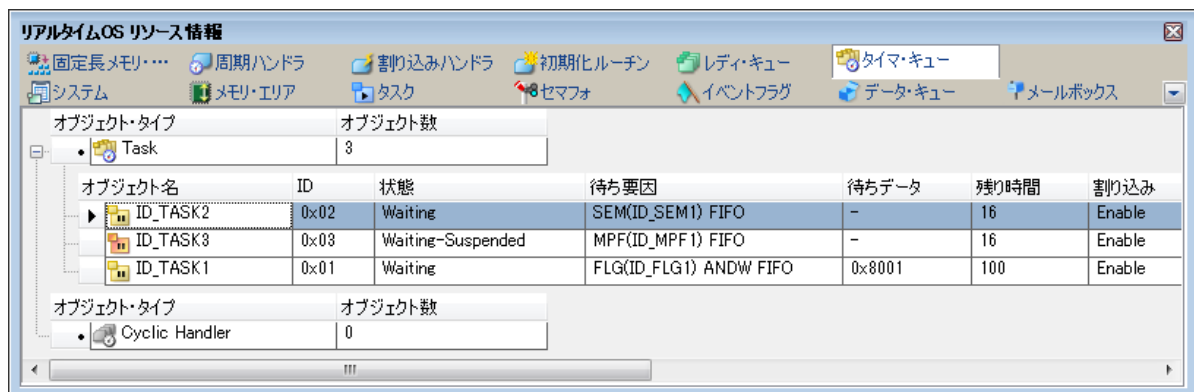 リアルタイムOS リソース情報
固定長メモリ・… 周期ハンドラ 割り込みハンドラ 初期化ルーチン レディ・キュー タイマ・キュー
システム メモリ・エリア タスク セマフォ イベントフラグ データ・キュー メールボックス
オブジェクト・タイプ オブジェクト数
Task 3
オブジェクト名 ID 状態 待ち要因 待ちデータ 残り時間 割り込み
ID_TASK2 0x02 Waiting SEM(ID_SEM1) FIFO - 16 Enable
ID_TASK3 0x03 Waiting-Suspended MPF(ID_MPF1) FIFO - 16 Enable
ID_TASK1 0x01 Waiting FLG(ID_FLG1) ANDW FIFO 0x8001 100 Enable
オブジェクト・タイプ オブジェクト数
Cyclic Handler 0